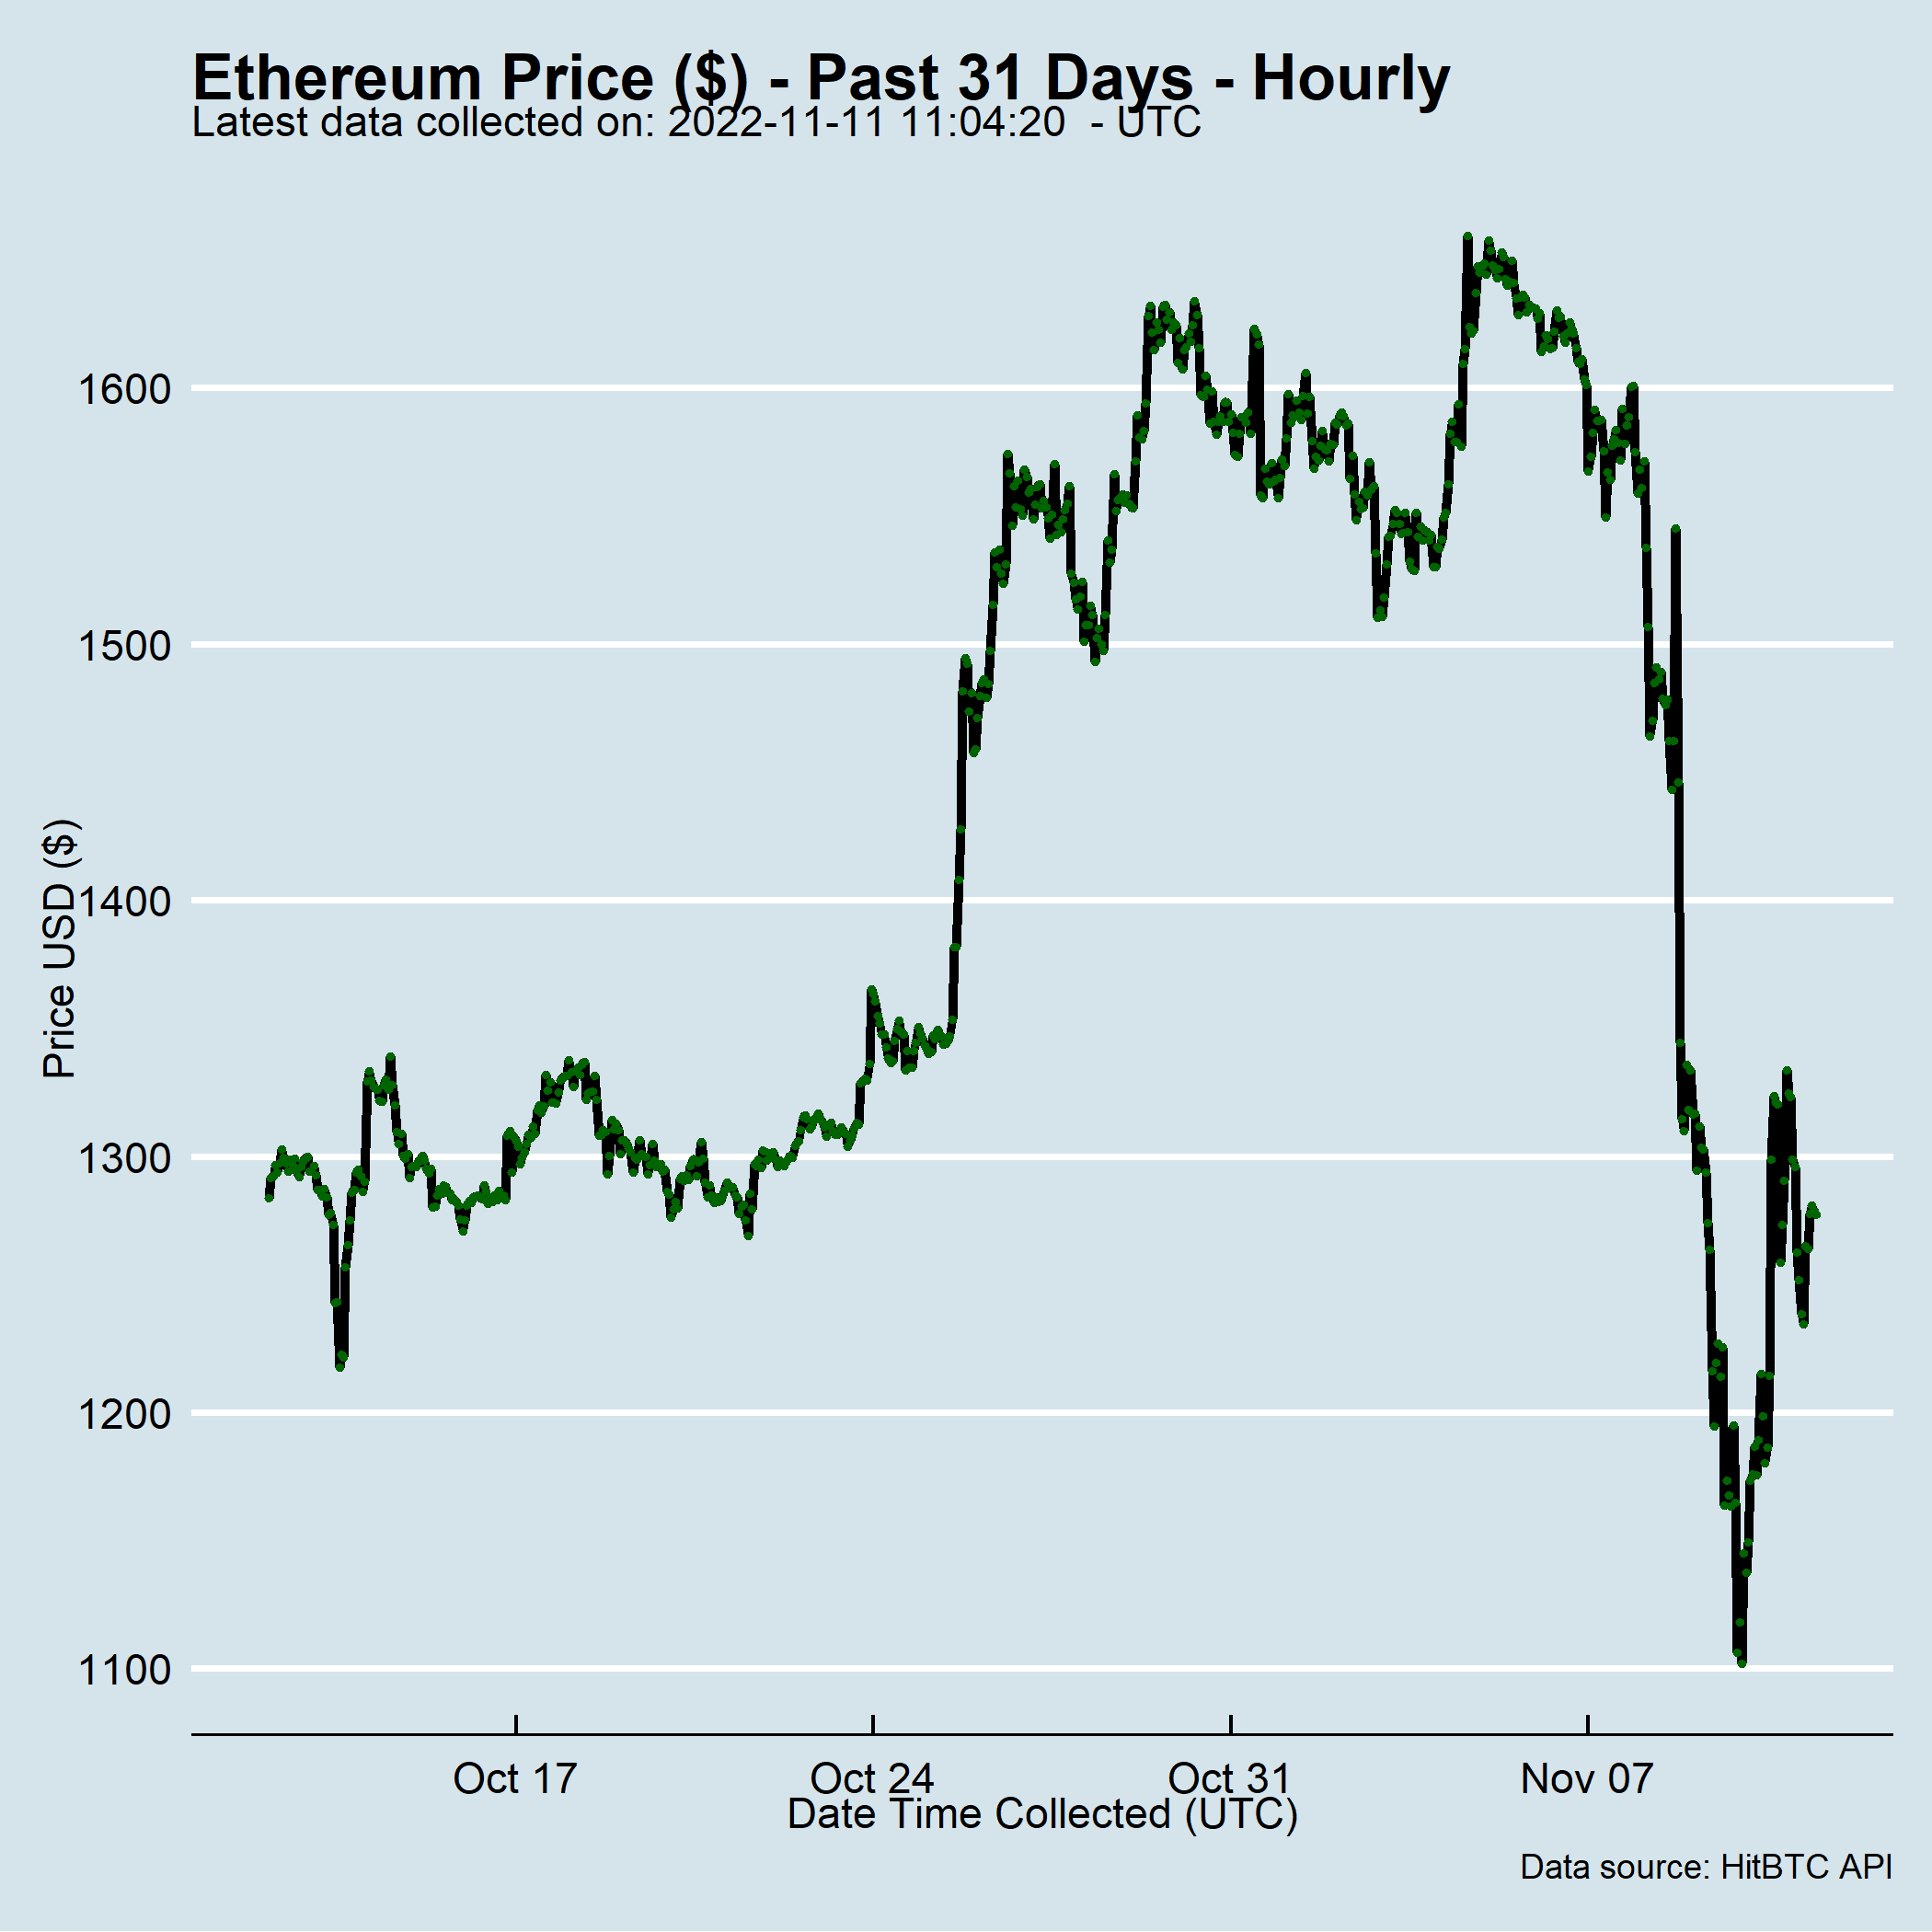 Ethereum Price ($) - Past 31 Days - Hourly
Latest data collected on: 2022-11-11 11:04:20  - UTC
1600
1500
1400
1300
1200
1100
Price USD ($)
Oct 17
Oct 24
Oct 31
Nov 07
Date Time Collected (UTC)
Data source: HitBTC API